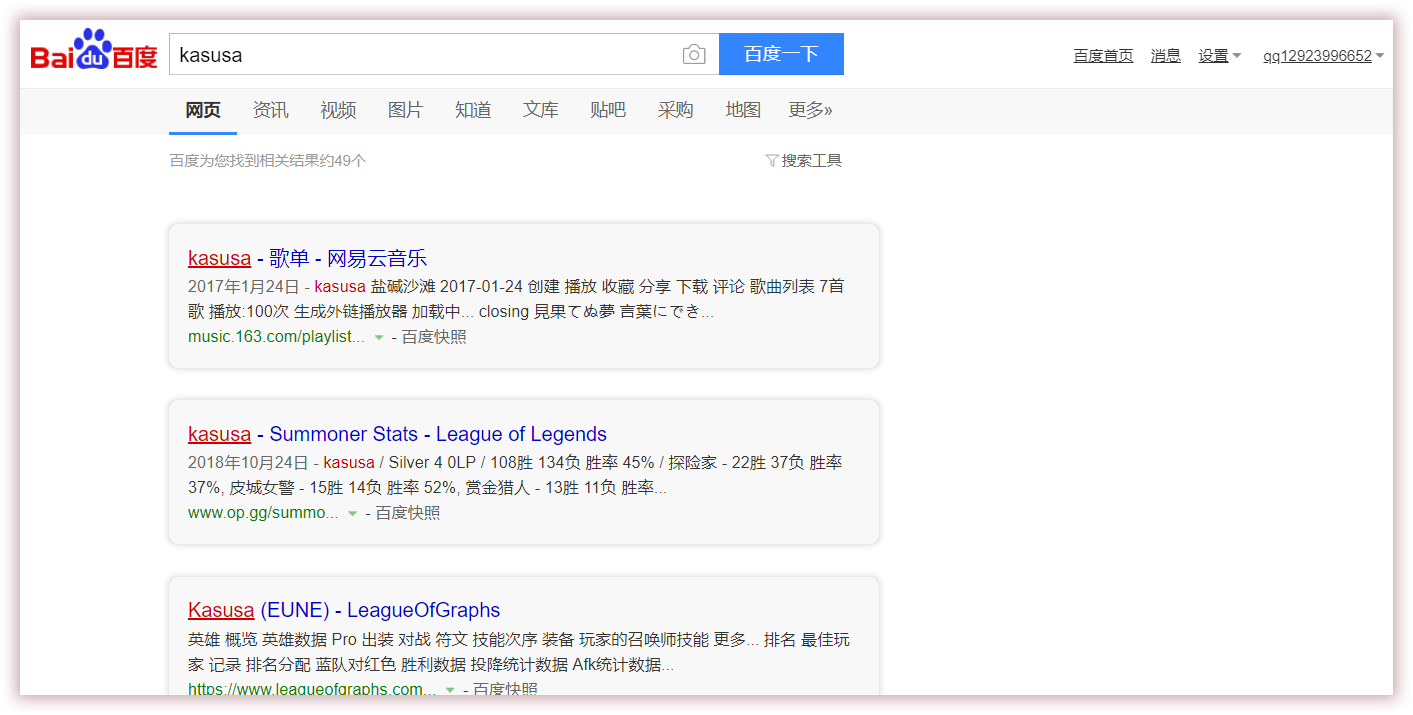 Bai du 百度 kasusa 百度一下 百度首页 消息 设置 qq12923996652
网页 资讯 视频 图片 知道 文库 贴吧 采购 地图 更多»
百度为您找到相关结果约49个 搜索工具
kasusa - 歌单 - 网易云音乐
2017年1月24日 - kasusa 盐碱沙滩 2017-01-24 创建 播放 收藏 分享 下载 评论 歌曲列表 7首
歌 播放:100次 生成外链播放器 加载中... closing 見果てぬ夢 言葉にでき...
music.163.com/playlist... - 百度快照
kasusa - Summoner Stats - League of Legends
2018年10月24日 - kasusa / Silver 4 0LP / 108胜 134负 胜率 45% / 探险家 - 22胜 37负 胜率
37%, 皮城女警 - 15胜 14负 胜率 52%, 赏金猎人 - 13胜 11负 胜率...
www.op.gg/summo... - 百度快照
Kasusa (EUNE) - LeagueOfGraphs
英雄 概览 英雄数据 Pro 出装 对战 符文 技能次序 装备 玩家的召唤师技能 更多... 排名 最佳玩
家 记录 排名分配 蓝队对红色 胜利数据 投降统计数据 Afk统计数据...
https://www.leagueofgraphs.com... - 百度快照